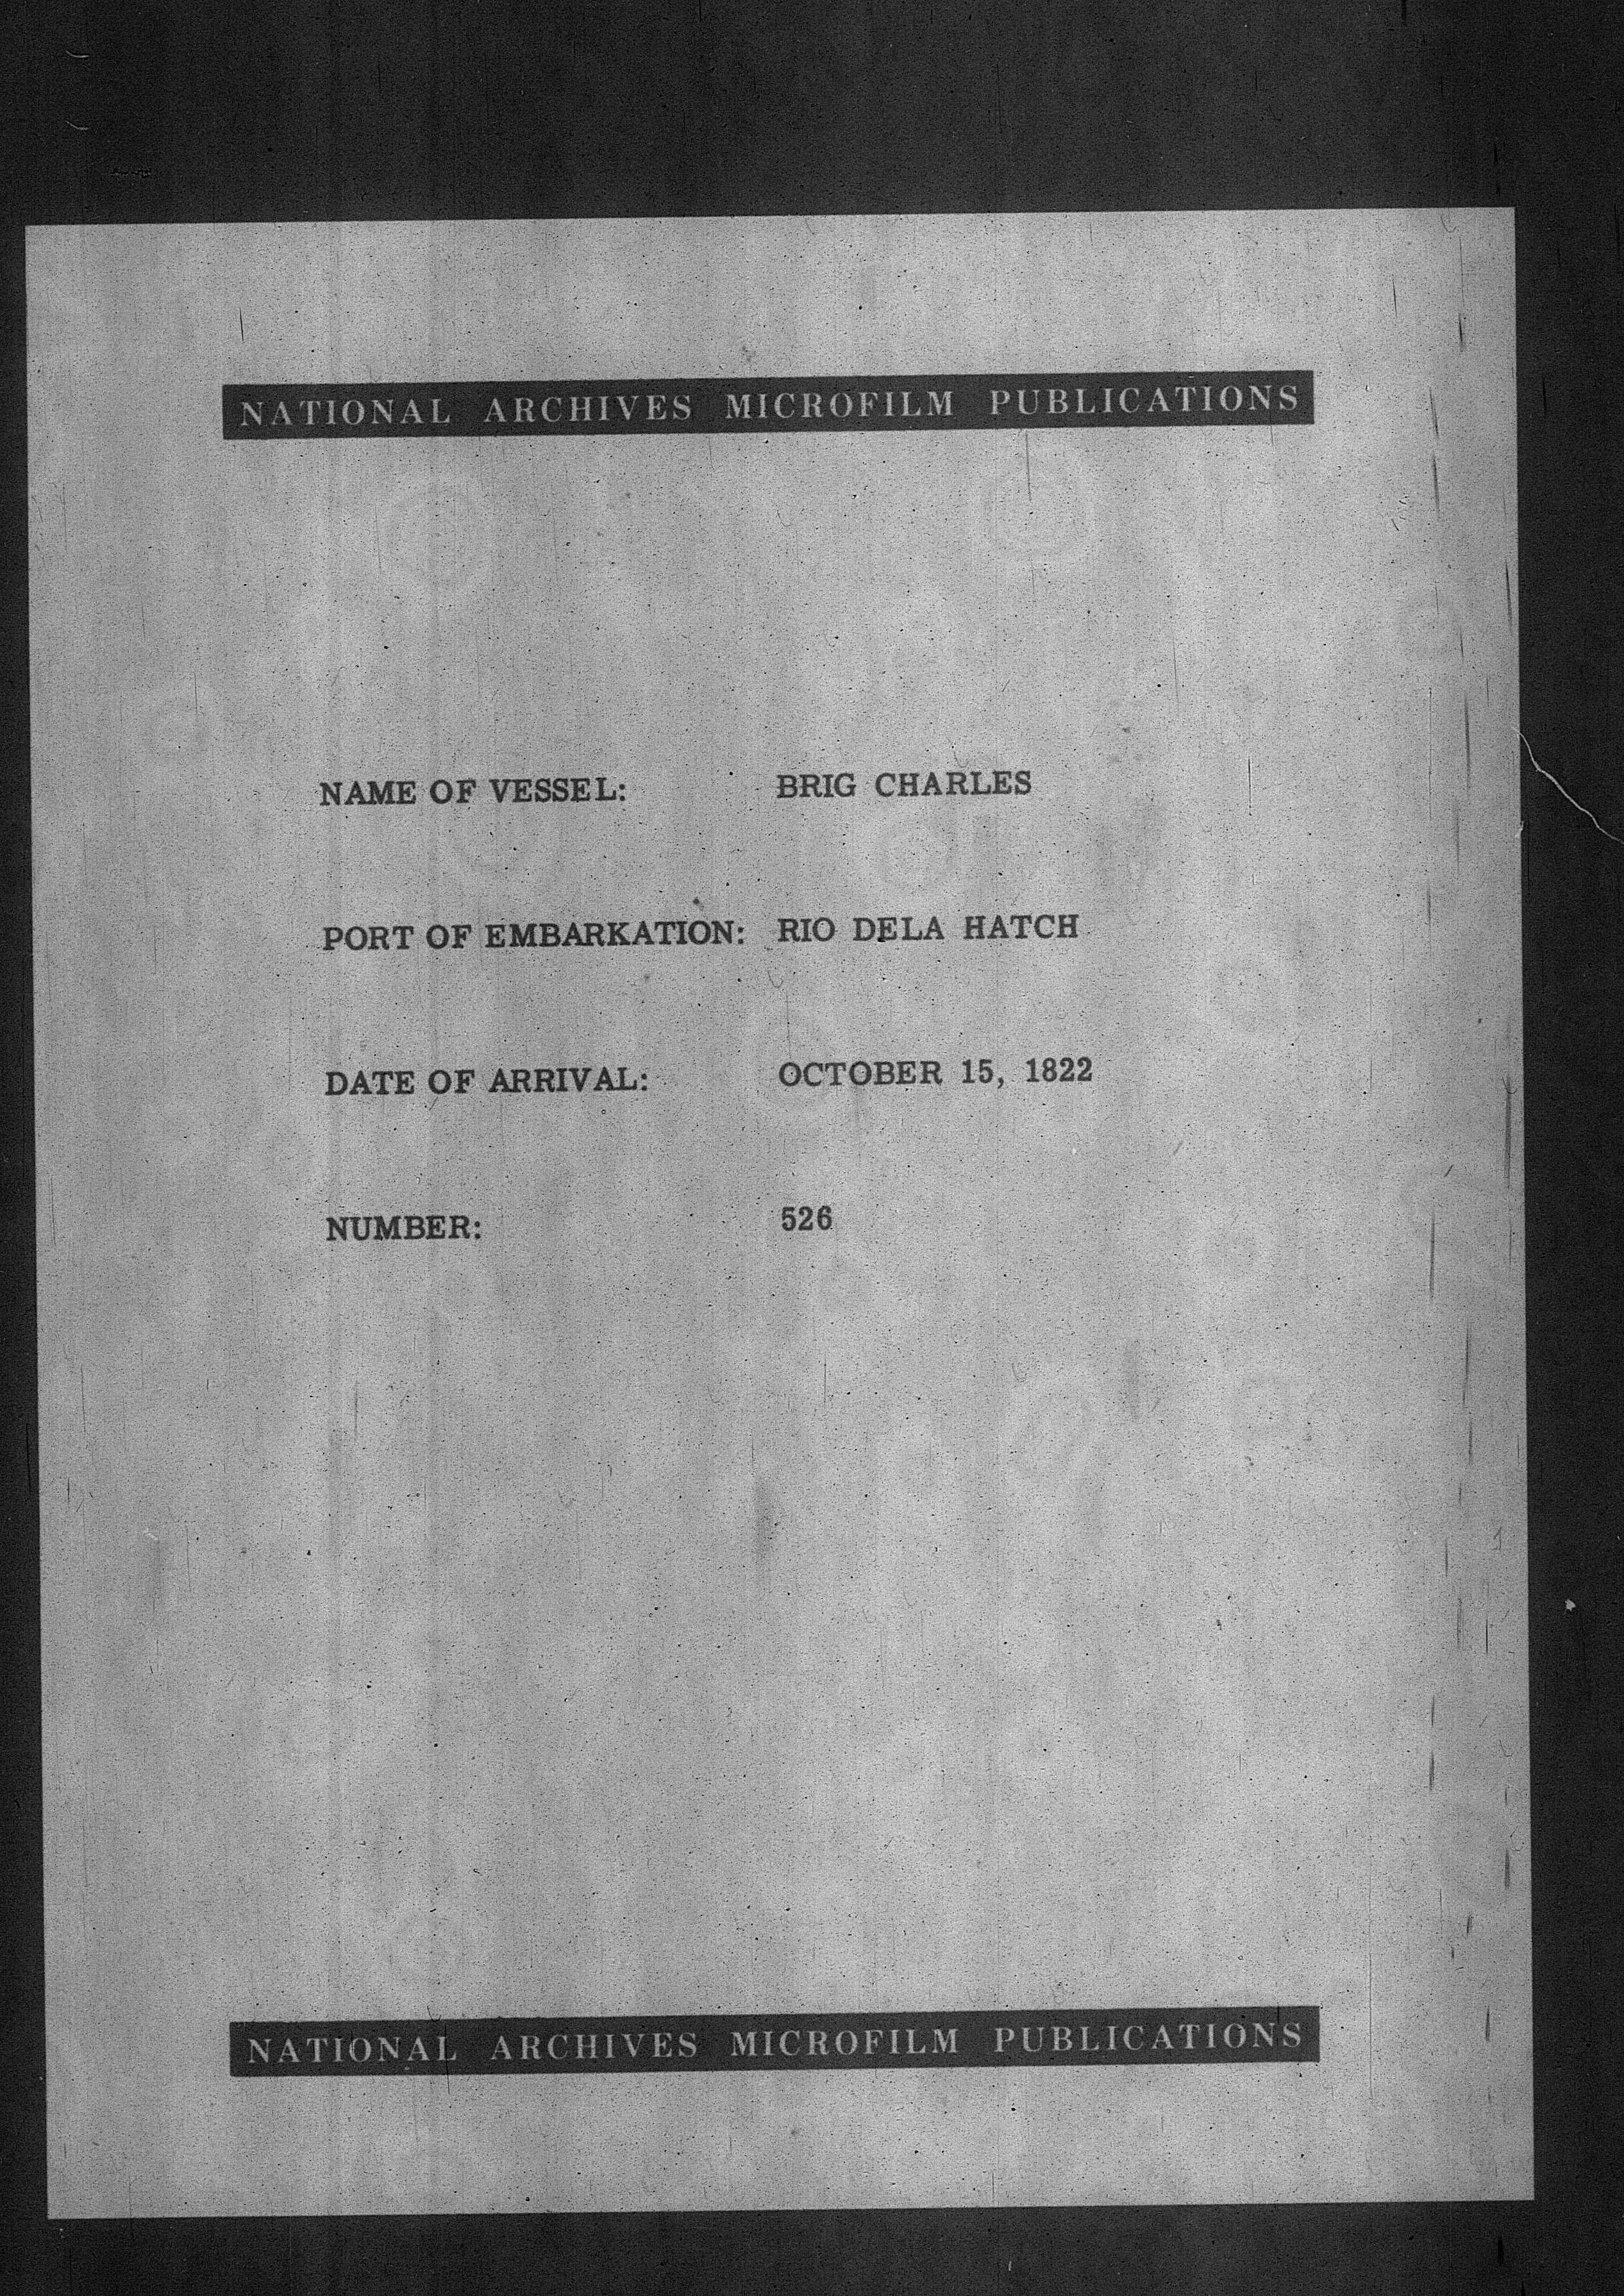 NATIONAL ARCHIVES MICROFILM PUBLICATIONS
NAME OF VESSEL: BRIG CHARLES
PORT OF EMBARKATION: RIO DELA HATCH
DATE OF ARRIVAL: OCTOBER 15, 1822
NUMBER: 526
NATIONAL ARCHIVES MICROFILM PUBLICATIONS